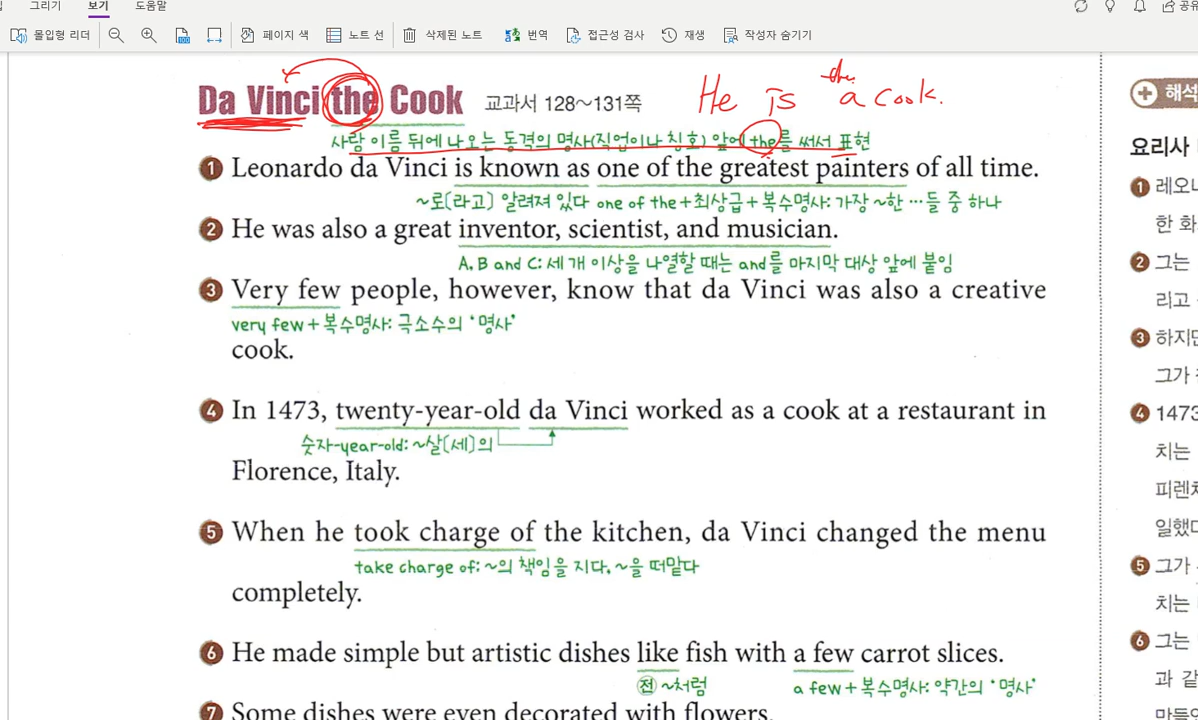 그리기 보기 도움말 공유
몰입형 리더 페이지 색 노트 선 삭제된 노트 번역 접근성 검사 재생 작성자 숨기기
Da Vinci the Cook 교과서 128~131쪽 He is a cook. the
해석
사람 이름 뒤에 나오는 동격의 명사(직업이나 칭호) 앞에 the를 써서 표현
요리사
1 Leonardo da Vinci is known as one of the greatest painters of all time.
1 레오나
~로[라고] 알려져 있다 one of the+최상급+복수명사: 가장 ~한 …들 중 하나
한 화
2 He was also a great inventor, scientist, and musician.
2 그는
A, B and C: 세 개 이상을 나열할 때는 and를 마지막 대상 앞에 붙임
리고
3 Very few people, however, know that da Vinci was also a creative
3 하지만
very few+복수명사: 극소수의 ‘명사’
cook.
그가
4 In 1473, twenty-year-old da Vinci worked as a cook at a restaurant in
4 1473
숫자-year-old: ~살[세]의
치는
Florence, Italy.
피렌체
5 When he took charge of the kitchen, da Vinci changed the menu
일했다
take charge of: ~의 책임을 지다, ~을 떠맡다
5 그가
completely.
치는
6 He made simple but artistic dishes like fish with a few carrot slices.
6 그는
전 ~처럼 a few+복수명사: 약간의 ‘명사’
과 같
7 Some dishes were even decorated with flowers.